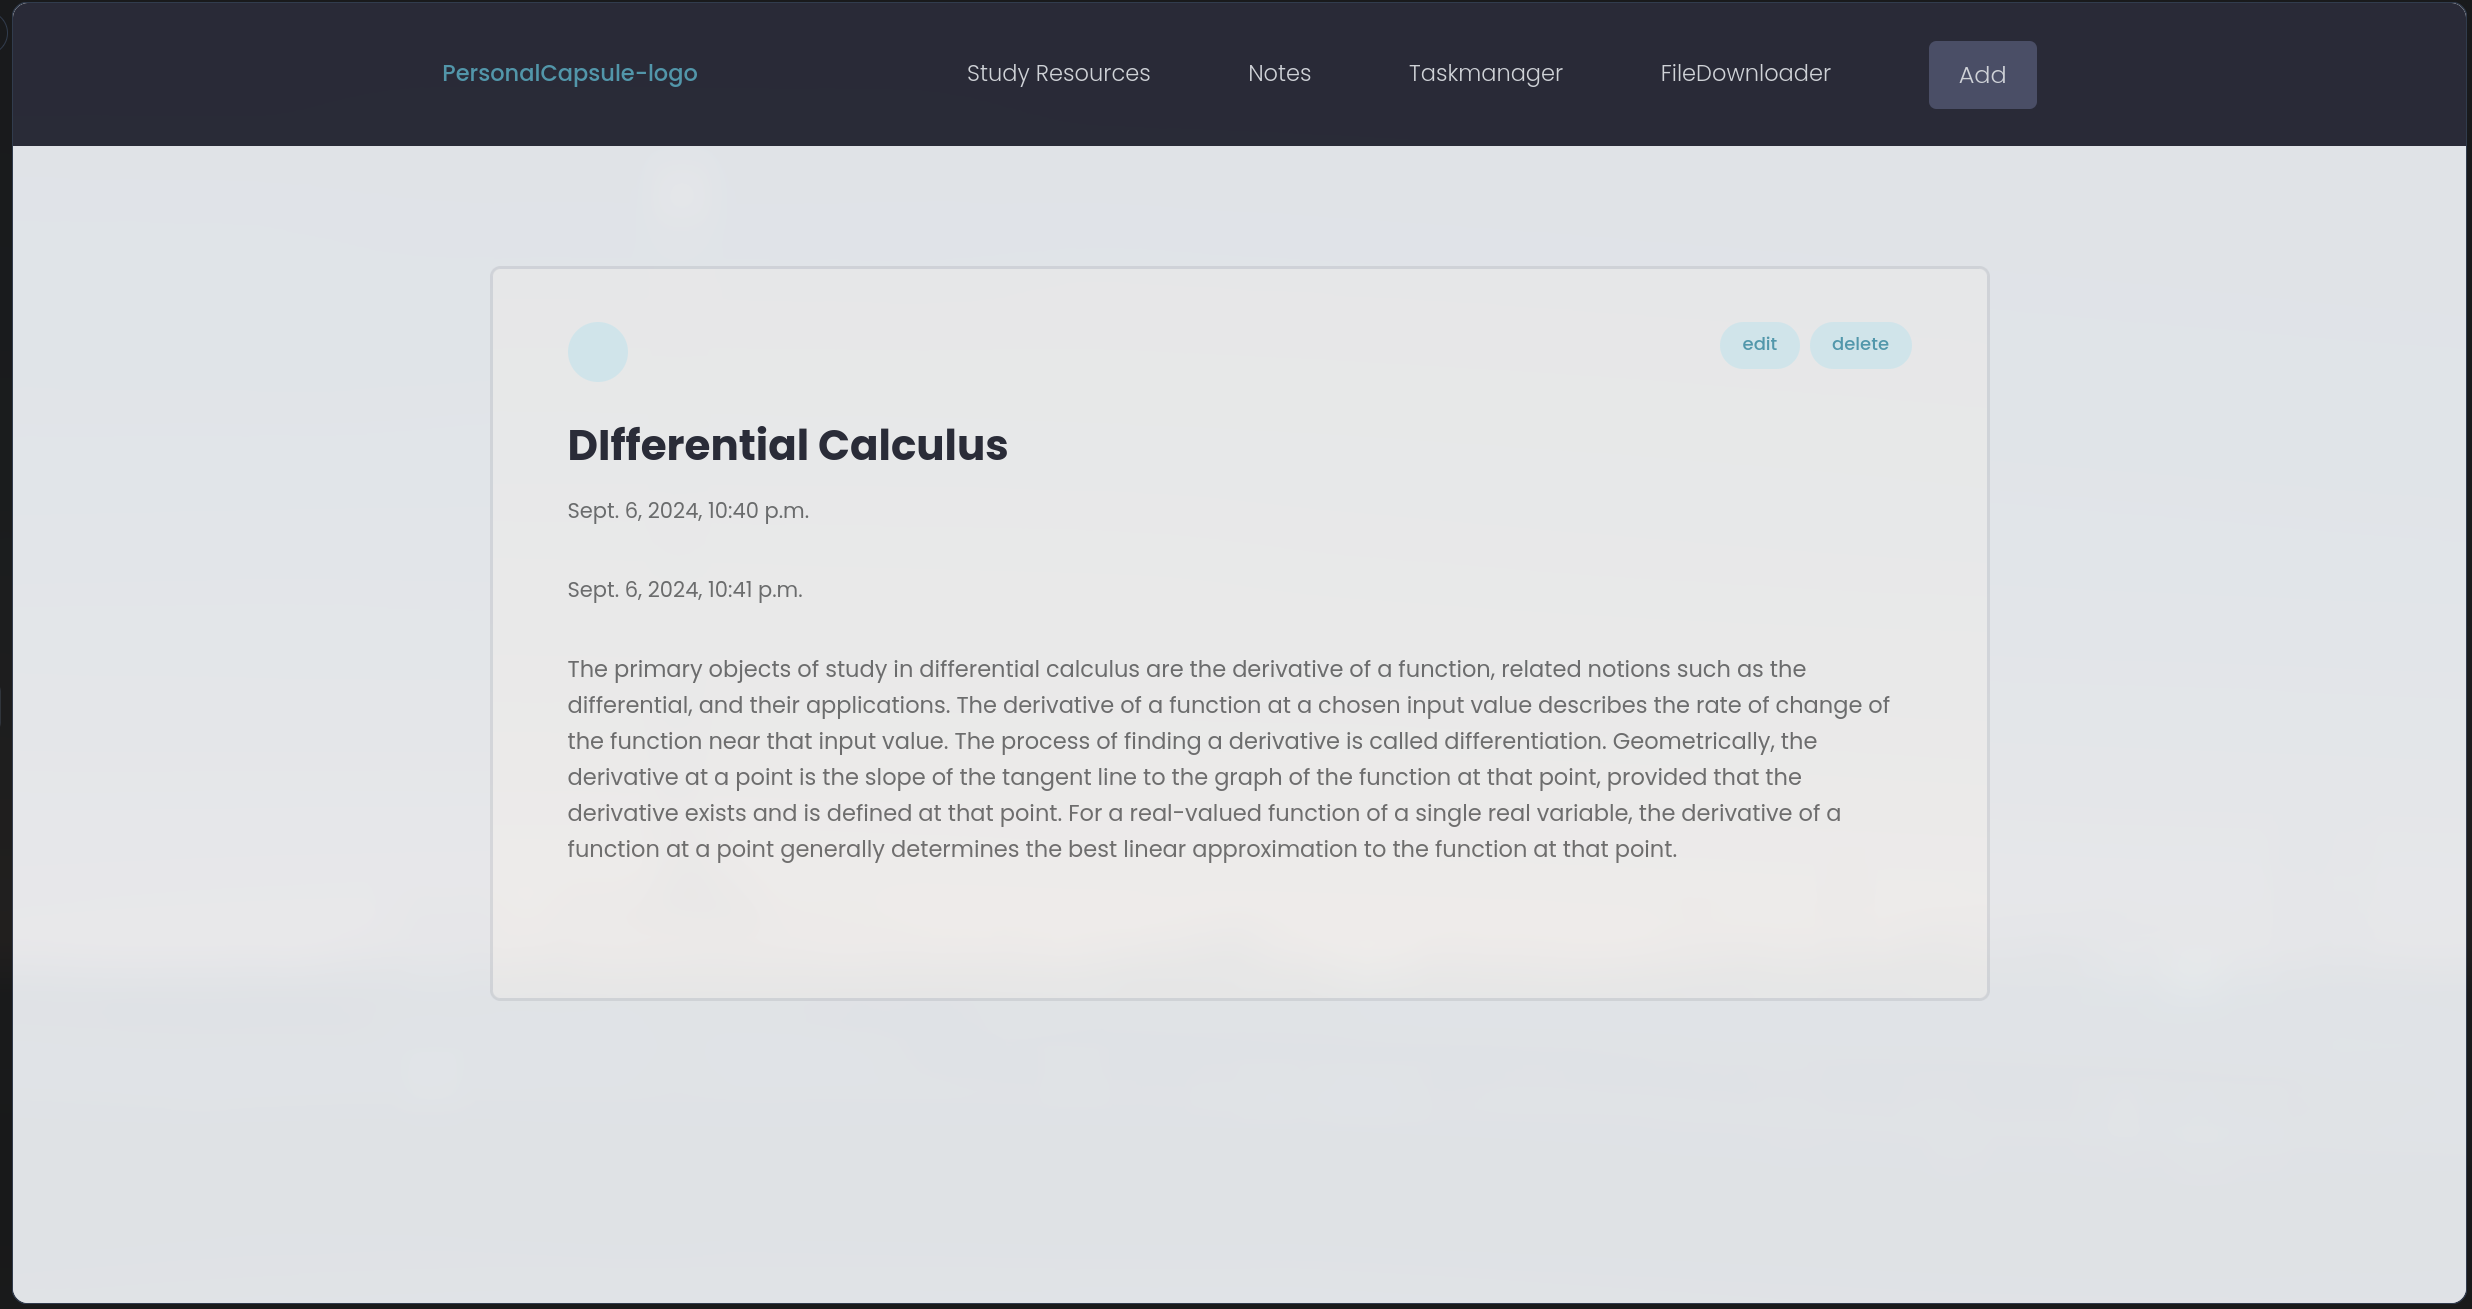 PersonalCapsule-logo
Study Resources
Notes
Taskmanager
FileDownloader
Add
edit
delete
DIfferential Calculus
Sept. 6, 2024, 10:40 p.m.
Sept. 6, 2024, 10:41 p.m.
The primary objects of study in differential calculus are the derivative of a function, related notions such as the
differential, and their applications. The derivative of a function at a chosen input value describes the rate of change of
the function near that input value. The process of finding a derivative is called differentiation. Geometrically, the
derivative at a point is the slope of the tangent line to the graph of the function at that point, provided that the
derivative exists and is defined at that point. For a real-valued function of a single real variable, the derivative of a
function at a point generally determines the best linear approximation to the function at that point.